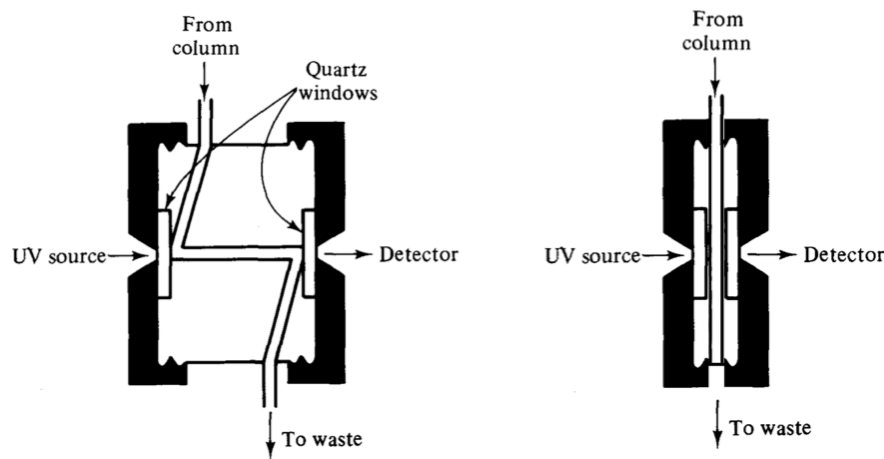 From
column
Quartz
windows
UV source
Detector
To waste
From
column
UV source
Detector
To waste